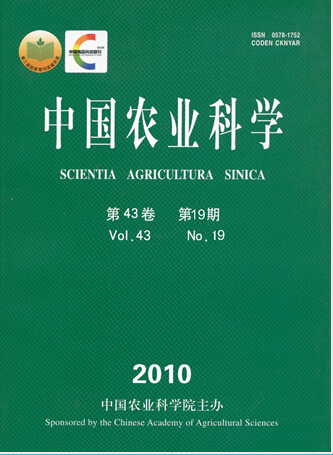 ISSN 0578-1752
CODEN CKNYAR
中国农业科学
SCIENTIA AGRICULTURA SINICA
第43卷 第19期
Vol.43 No.19
2010
中国农业科学院主办
Sponsored by the Chinese Academy of Agricultural Sciences